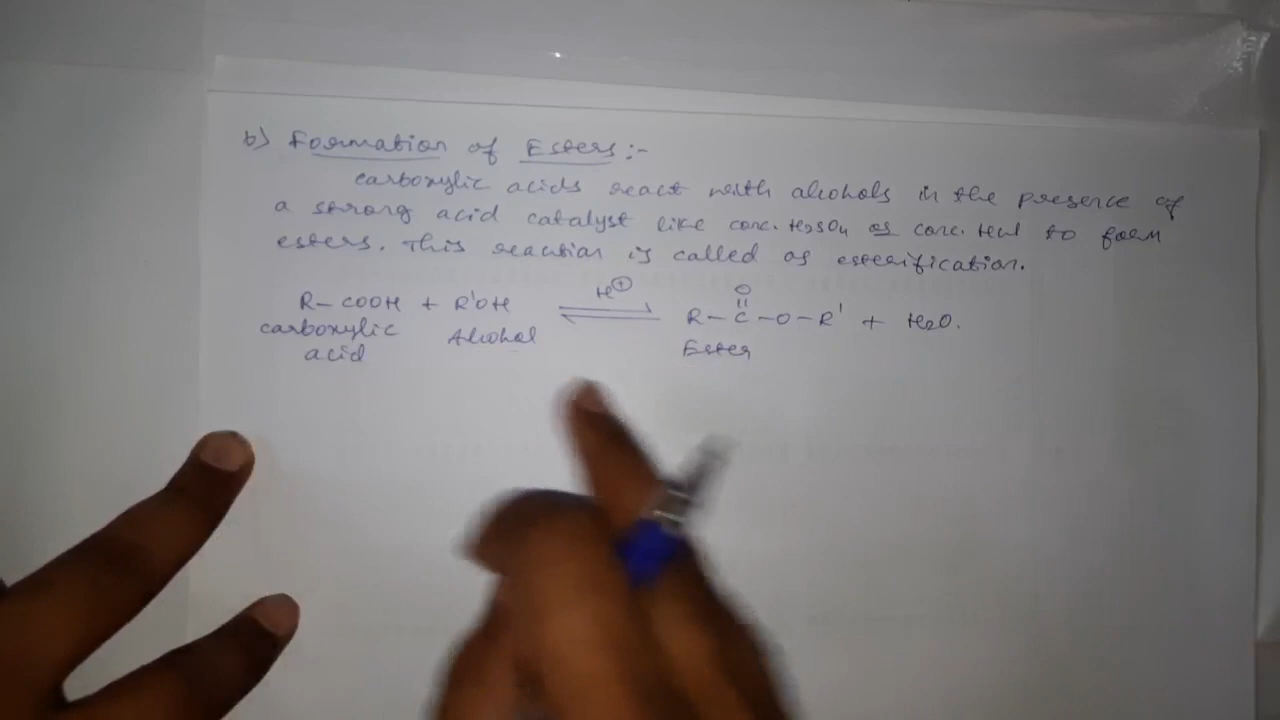 b) Formation of Esters :-
carboxylic acids react with alcohols in the presence of
a strong acid catalyst like conc. H₂SO₄ or conc. HCl to form
esters. This reaction is called as esterification.
R–COOH + R'OH ⇌ H⊕ R–C(=O)–O–R' + H₂O.
carboxylic acid Alcohol Ester